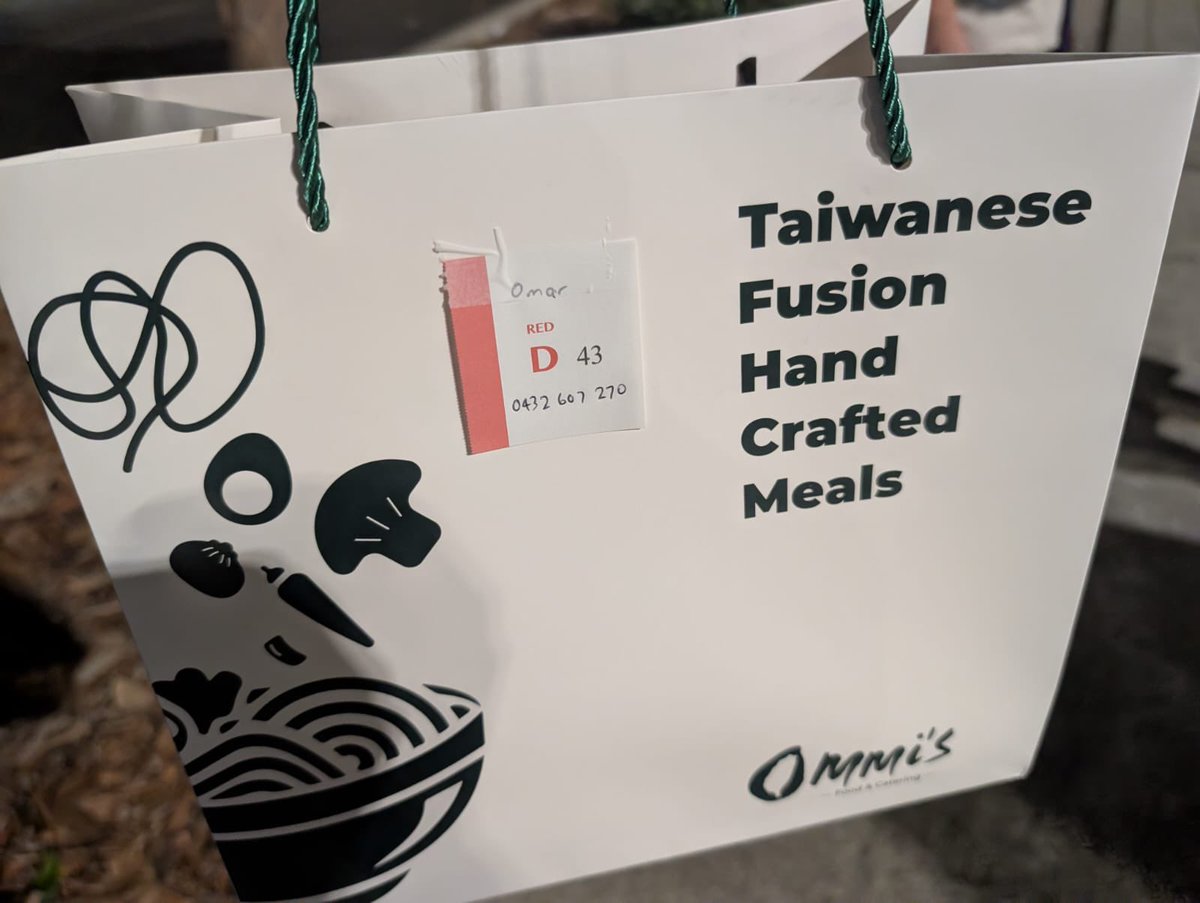 Omar
RED
D 43
0432 607 270
Taiwanese
Fusion
Hand
Crafted
Meals
Ommi's
Food & Catering